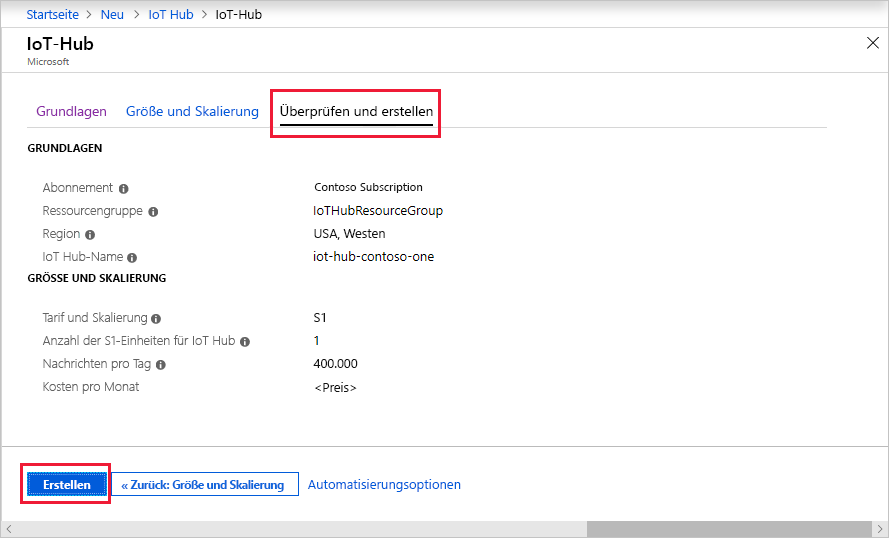 Startseite > Neu > IoT Hub > IoT-Hub
IoT-Hub
Microsoft
Grundlagen Größe und Skalierung Überprüfen und erstellen
GRUNDLAGEN
Abonnement Contoso Subscription
Ressourcengruppe IoTHubResourceGroup
Region USA, Westen
IoT Hub-Name iot-hub-contoso-one
GRÖSSE UND SKALIERUNG
Tarif und Skalierung S1
Anzahl der S1-Einheiten für IoT Hub 1
Nachrichten pro Tag 400.000
Kosten pro Monat <Preis>
Erstellen « Zurück: Größe und Skalierung Automatisierungsoptionen